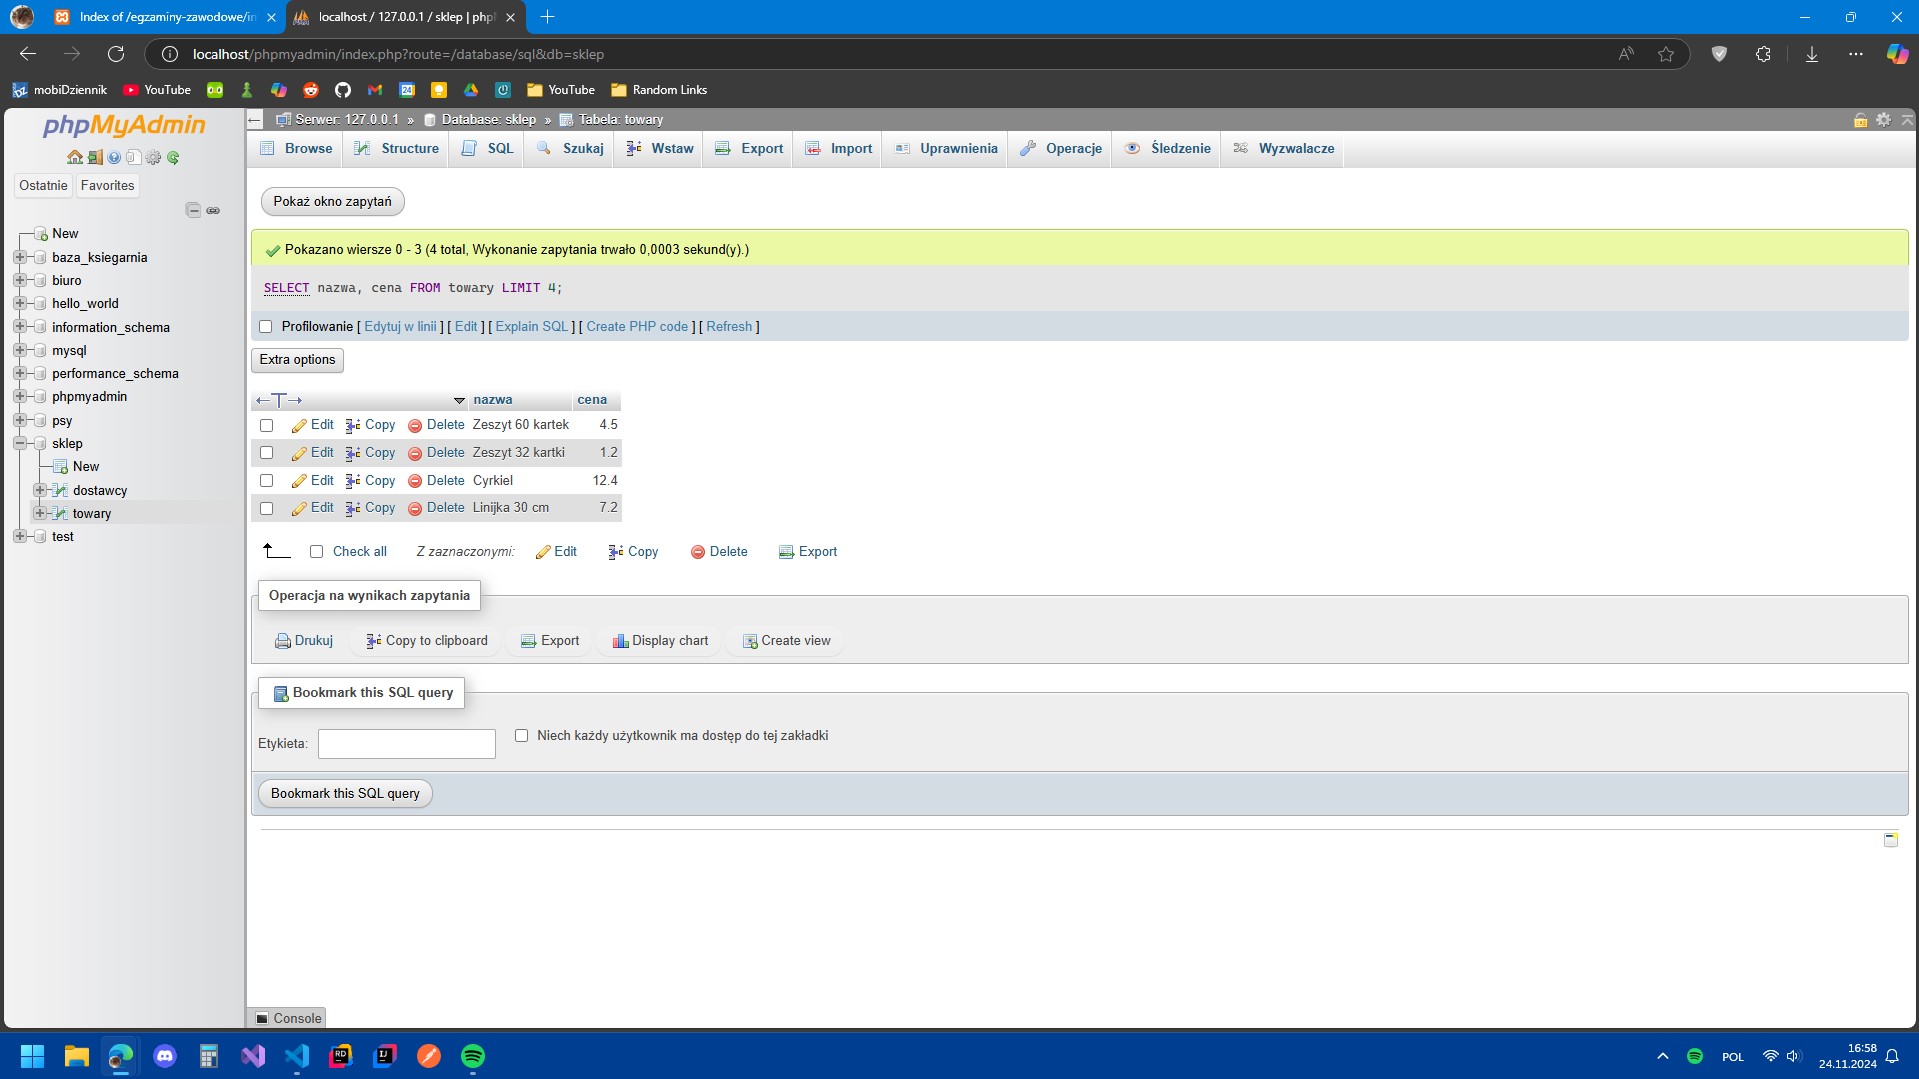 Index of /egzaminy-zawodowe/in
localhost / 127.0.0.1 / sklep | php
localhost/phpmyadmin/index.php?route=/database/sql&db=sklep
mobiDziennik YouTube YouTube Random Links
phpMyAdmin
Ostatnie Favorites
New
baza_ksiegarnia
biuro
hello_world
information_schema
mysql
performance_schema
phpmyadmin
psy
sklep
New
dostawcy
towary
test
Serwer: 127.0.0.1 » Database: sklep » Tabela: towary
Browse Structure SQL Szukaj Wstaw Export Import Uprawnienia Operacje Śledzenie Wyzwalacze
Pokaż okno zapytań
Pokazano wiersze 0 - 3 (4 total, Wykonanie zapytania trwało 0,0003 sekund(y).)
SELECT nazwa, cena FROM towary LIMIT 4;
Profilowanie [ Edytuj w linii ] [ Edit ] [ Explain SQL ] [ Create PHP code ] [ Refresh ]
Extra options
←T→ nazwa cena
Edit Copy Delete Zeszyt 60 kartek 4.5
Edit Copy Delete Zeszyt 32 kartki 1.2
Edit Copy Delete Cyrkiel 12.4
Edit Copy Delete Linijka 30 cm 7.2
Check all Z zaznaczonymi: Edit Copy Delete Export
Operacja na wynikach zapytania
Drukuj Copy to clipboard Export Display chart Create view
Bookmark this SQL query
Etykieta: Niech każdy użytkownik ma dostęp do tej zakładki
Bookmark this SQL query
Console
POL
16:58
24.11.2024